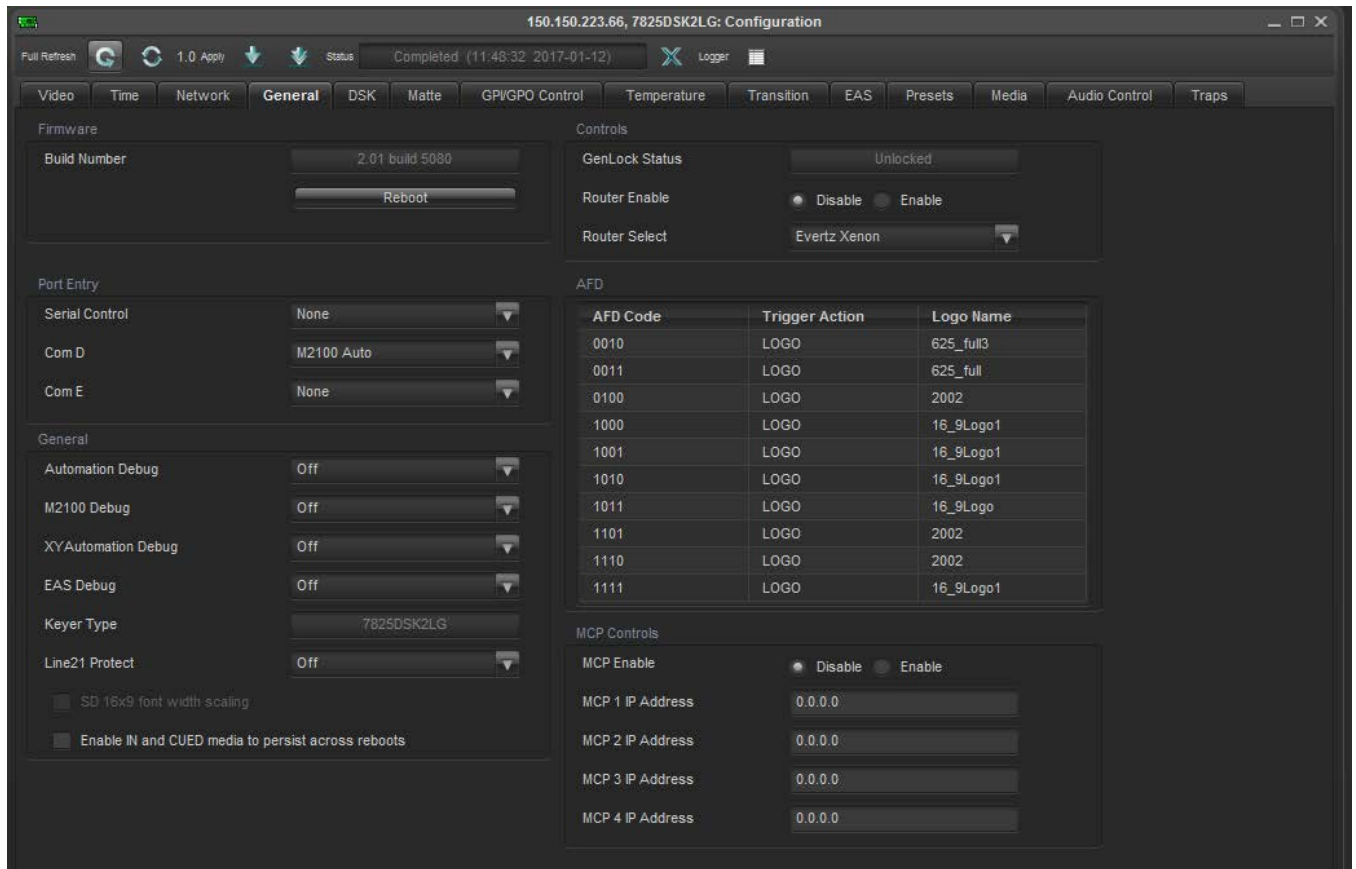 150.150.223.66, 7825DSK2LG: Configuration
Full Refresh 1.0 Apply Status Completed (11:48:32 2017-01-12) Logger
Video Time Network General DSK Matte GPI/GPO Control Temperature Transition EAS Presets Media Audio Control Traps
Firmware
Build Number 2.01 build 5080
Reboot
Port Entry
Serial Control None
Com D M2100 Auto
Com E None
General
Automation Debug Off
M2100 Debug Off
XYAutomation Debug Off
EAS Debug Off
Keyer Type 7825DSK2LG
Line21 Protect Off
SD 16x9 font width scaling
Enable IN and CUED media to persist across reboots
Controls
GenLock Status Unlocked
Router Enable Disable Enable
Router Select Evertz Xenon
AFD
AFD Code Trigger Action Logo Name
0010 LOGO 625_full3
0011 LOGO 625_full
0100 LOGO 2002
1000 LOGO 16_9Logo1
1001 LOGO 16_9Logo1
1010 LOGO 16_9Logo1
1011 LOGO 16_9Logo
1101 LOGO 2002
1110 LOGO 2002
1111 LOGO 16_9Logo1
MCP Controls
MCP Enable Disable Enable
MCP 1 IP Address 0.0.0.0
MCP 2 IP Address 0.0.0.0
MCP 3 IP Address 0.0.0.0
MCP 4 IP Address 0.0.0.0